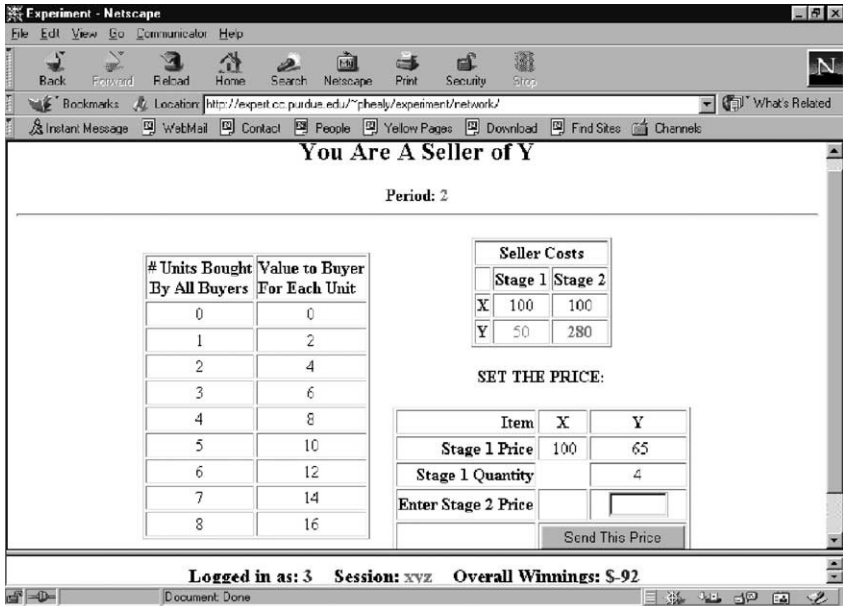 Experiment - Netscape
File Edit View Go Communicator Help
Back Forward Reload Home Search Netscape Print Security Stop
Bookmarks Location: http://expert.cc.purdue.edu/~phealy/experiment/network/ What's Related
Instant Message WebMail Contact People Yellow Pages Download Find Sites Channels
You Are A Seller of Y
Period: 2
# Units Bought By All Buyers Value to Buyer For Each Unit
0 0
1 2
2 4
3 6
4 8
5 10
6 12
7 14
8 16
Seller Costs
Stage 1 Stage 2
X 100 100
Y 50 280
SET THE PRICE:
Item X Y
Stage 1 Price 100 65
Stage 1 Quantity 4
Enter Stage 2 Price
Send This Price
Logged in as: 3 Session: xyz Overall Winnings: $-92
Document: Done